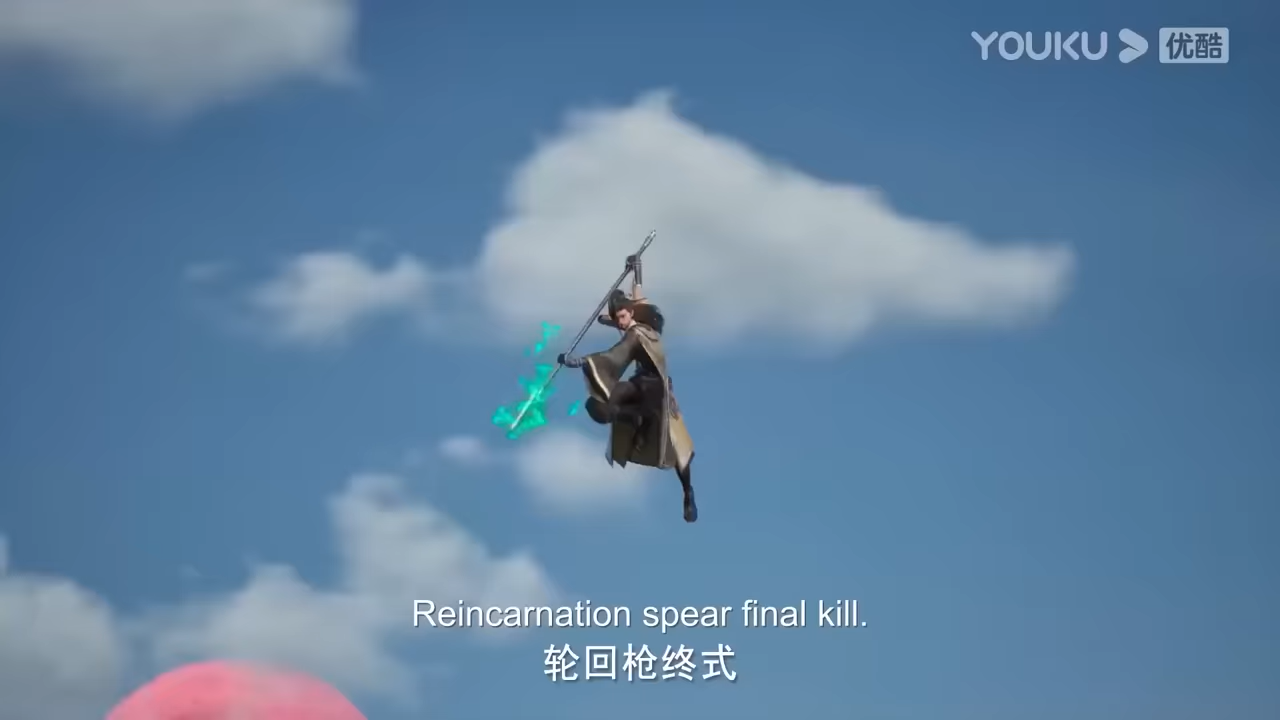 YOUKU 优酷
Reincarnation spear final kill.
轮回枪终式